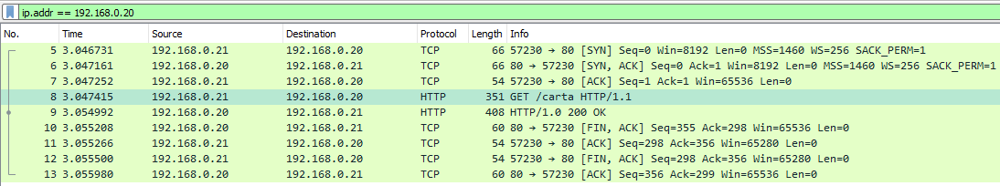 ip.addr == 192.168.0.20
No. Time Source Destination Protocol Length Info
5 3.046731 192.168.0.21 192.168.0.20 TCP 66 57230 → 80 [SYN] Seq=0 Win=8192 Len=0 MSS=1460 WS=256 SACK_PERM=1
6 3.047161 192.168.0.20 192.168.0.21 TCP 66 80 → 57230 [SYN, ACK] Seq=0 Ack=1 Win=8192 Len=0 MSS=1460 WS=256 SACK_PERM=1
7 3.047252 192.168.0.21 192.168.0.20 TCP 54 57230 → 80 [ACK] Seq=1 Ack=1 Win=65536 Len=0
8 3.047415 192.168.0.21 192.168.0.20 HTTP 351 GET /carta HTTP/1.1
9 3.054992 192.168.0.20 192.168.0.21 HTTP 408 HTTP/1.0 200 OK
10 3.055208 192.168.0.20 192.168.0.21 TCP 60 80 → 57230 [FIN, ACK] Seq=355 Ack=298 Win=65536 Len=0
11 3.055266 192.168.0.21 192.168.0.20 TCP 54 57230 → 80 [ACK] Seq=298 Ack=356 Win=65280 Len=0
12 3.055500 192.168.0.21 192.168.0.20 TCP 54 57230 → 80 [FIN, ACK] Seq=298 Ack=356 Win=65280 Len=0
13 3.055980 192.168.0.20 192.168.0.21 TCP 60 80 → 57230 [ACK] Seq=356 Ack=299 Win=65536 Len=0